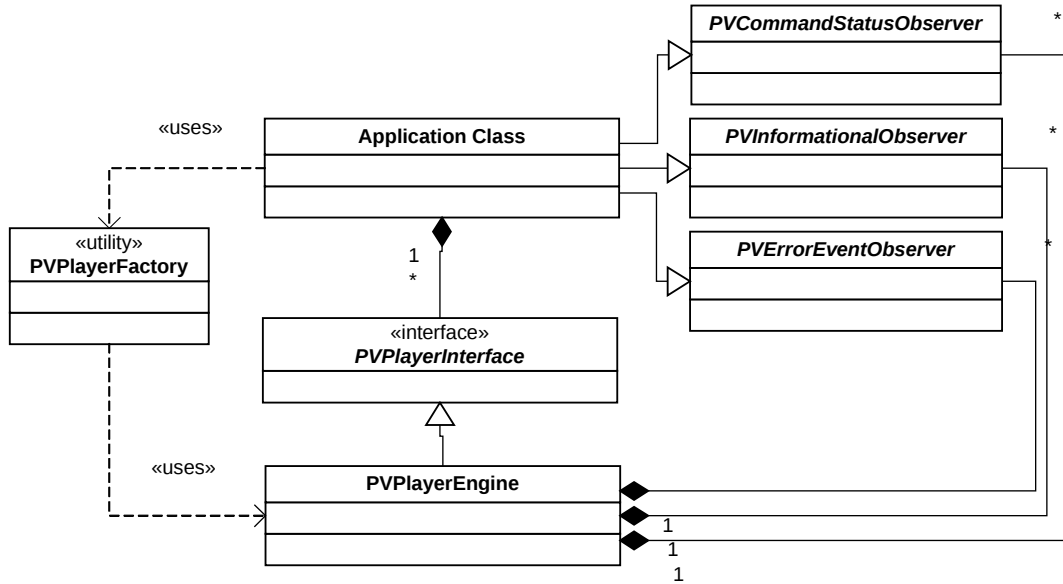 *
PVCommandStatusObserver
«uses»
Application Class
PVInformationalObserver
*
«utility»
PVPlayerFactory
1
*
PVErrorEventObserver
*
«interface»
PVPlayerInterface
«uses»
PVPlayerEngine
1
1
1